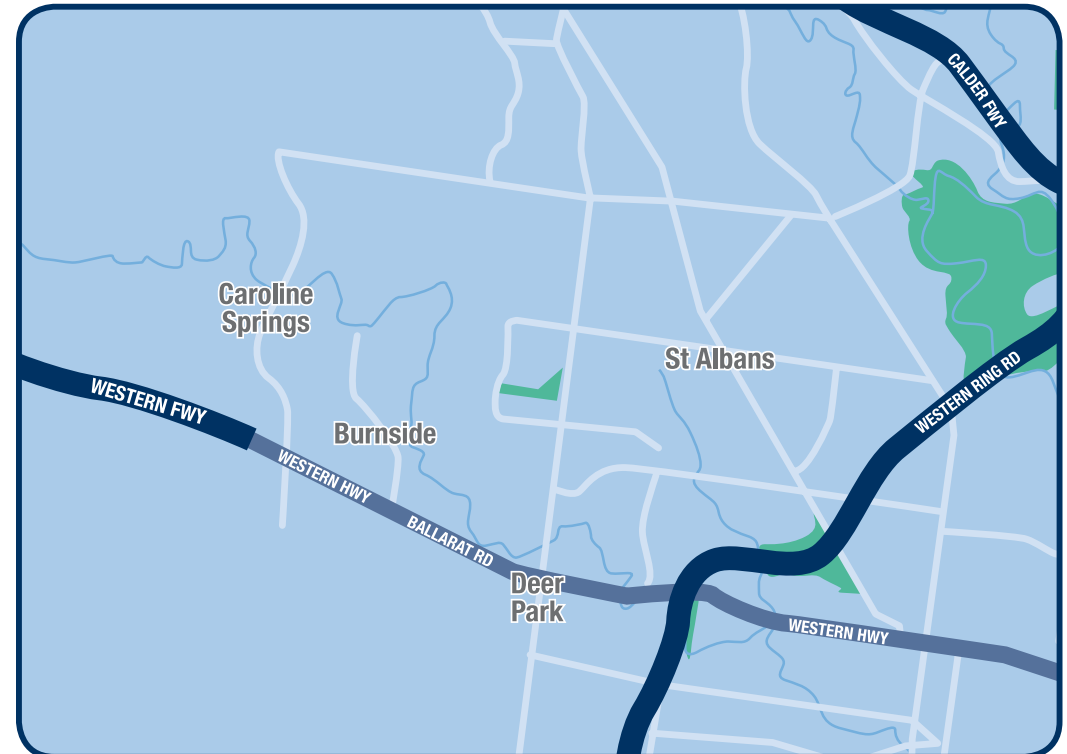 CALDER FWY
Caroline
Springs
St Albans
WESTERN RING RD
WESTERN FWY
Burnside
WESTERN HWY
BALLARAT RD
Deer
Park
WESTERN HWY